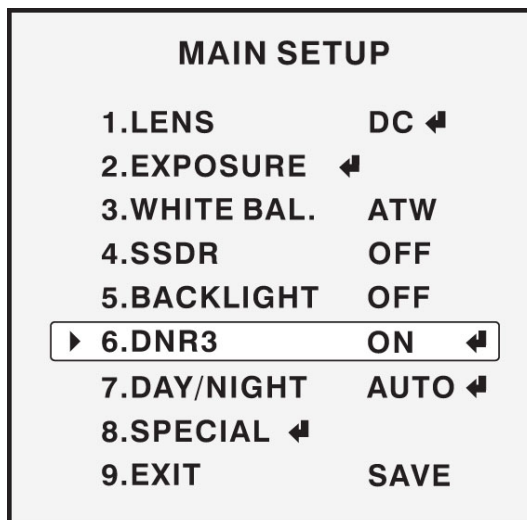 MAIN SETUP
1.LENS DC ↲
2.EXPOSURE ↲
3.WHITE BAL. ATW
4.SSDR OFF
5.BACKLIGHT OFF
▶ 6.DNR3 ON ↲
7.DAY/NIGHT AUTO ↲
8.SPECIAL ↲
9.EXIT SAVE